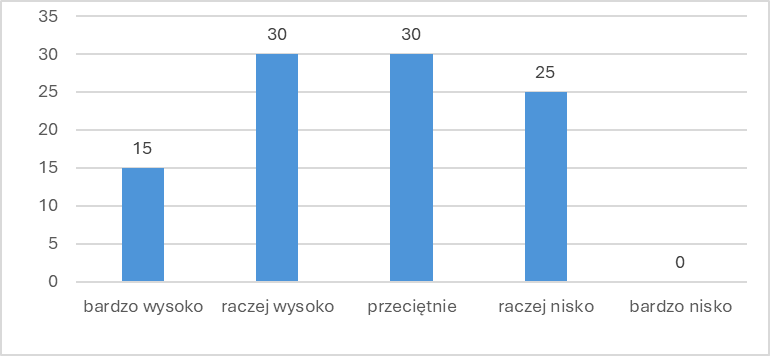 35
30
25
20
15
10
5
0
15
30
30
25
0
bardzo wysoko
raczej wysoko
przeciętnie
raczej nisko
bardzo nisko